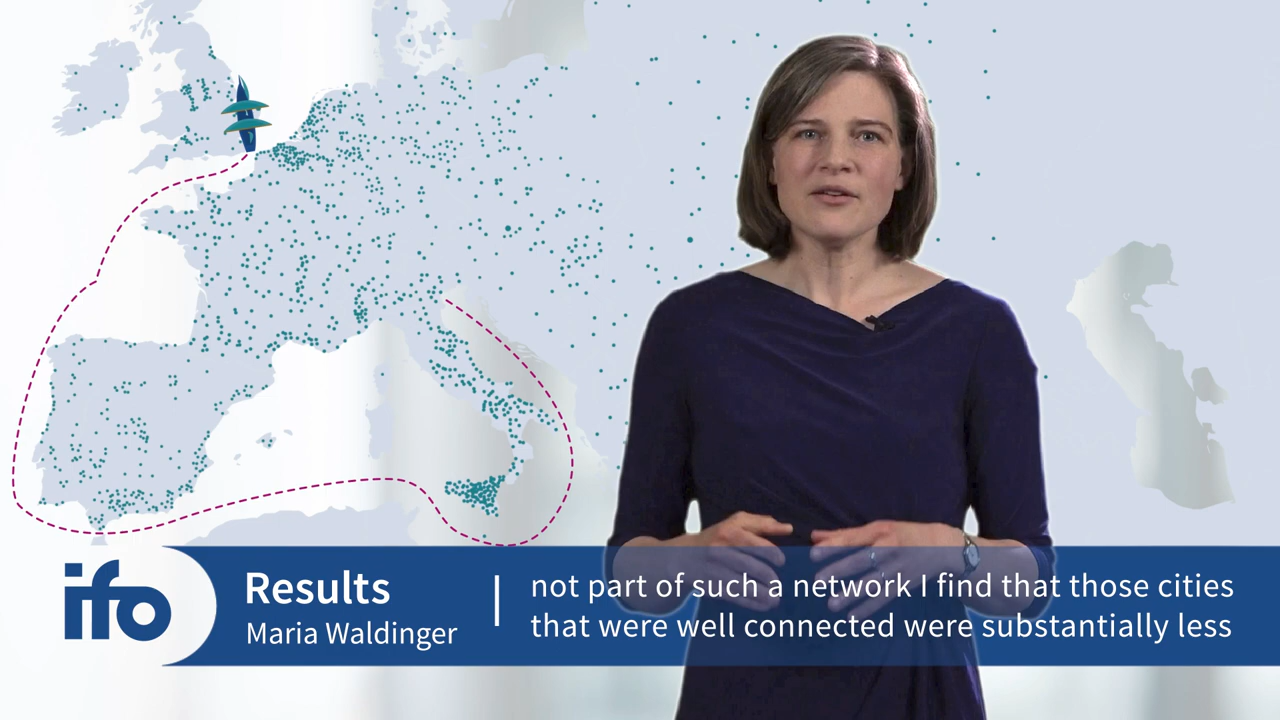 ifo
Results
Maria Waldinger
not part of such a network I find that those cities
that were well connected were substantially less